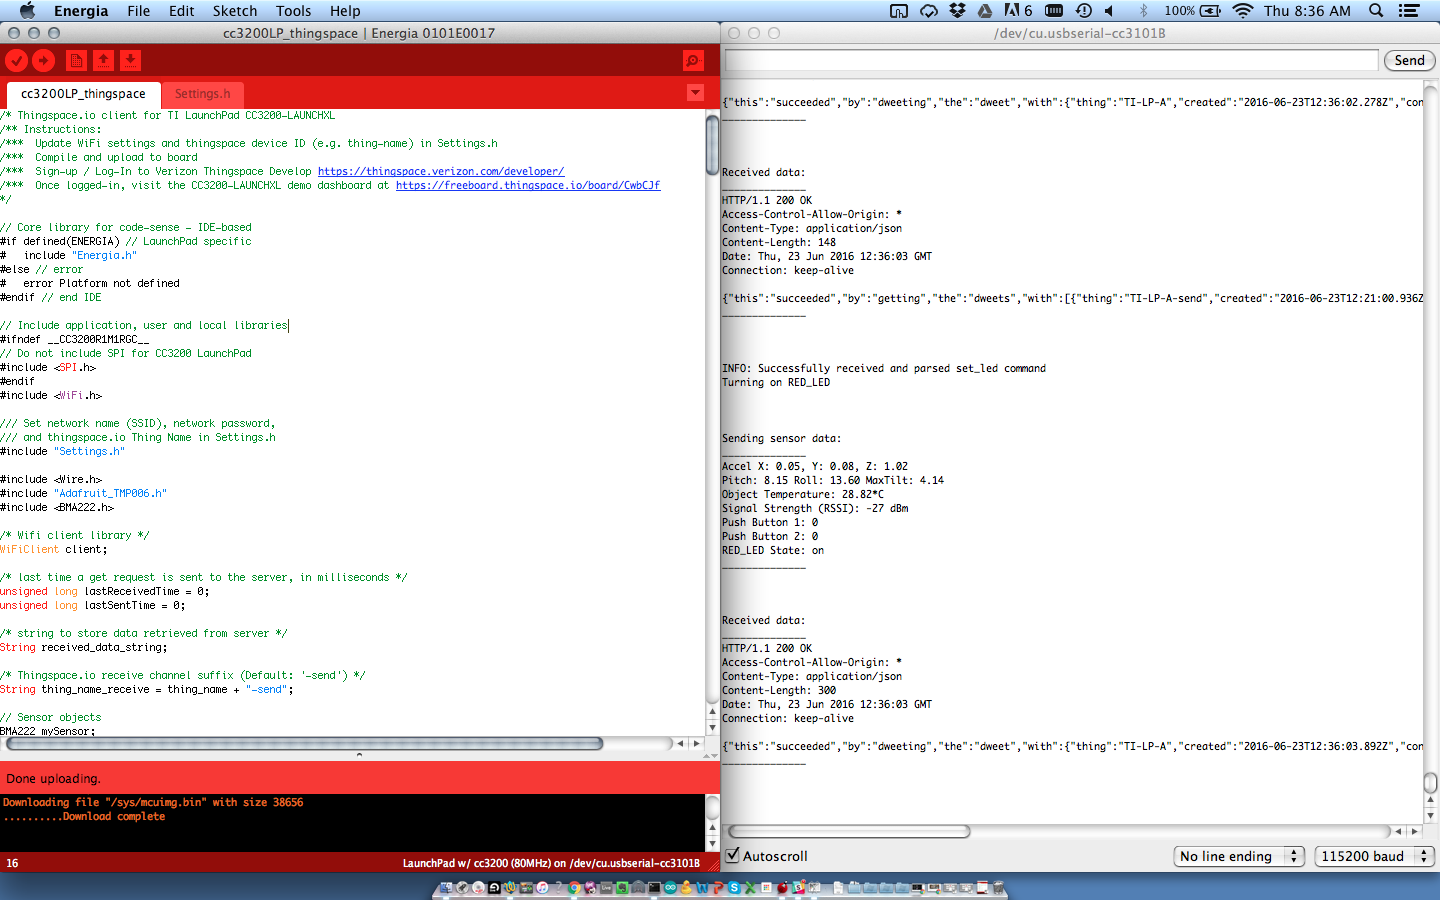 Energia File Edit Sketch Tools Help
6 100% Thu 8:36 AM
cc3200LP_thingspace | Energia 0101E0017
cc3200LP_thingspace Settings.h
/* Thingspace.io client for TI LaunchPad CC3200-LAUNCHXL
/** Instructions:
/*** Update WiFi settings and thingspace device ID (e.g. thing-name) in Settings.h
/*** Compile and upload to board
/*** Sign-up / Log-In to Verizon Thingspace Develop https://thingspace.verizon.com/developer/
/*** Once logged-in, visit the CC3200-LAUNCHXL demo dashboard at https://freeboard.thingspace.io/board/CwbCJf
*/
// Core library for code-sense - IDE-based
#if defined(ENERGIA) // LaunchPad specific
# include "Energia.h"
#else // error
# error Platform not defined
#endif // end IDE
// Include application, user and local libraries
#ifndef __CC3200R1M1RGC__
// Do not include SPI for CC3200 LaunchPad
#include <SPI.h>
#endif
#include <WiFi.h>
/// Set network name (SSID), network password,
/// and thingspace.io Thing Name in Settings.h
#include "Settings.h"
#include <Wire.h>
#include "Adafruit_TMP006.h"
#include <BMA222.h>
/* Wifi client library */
WiFiClient client;
/* last time a get request is sent to the server, in milliseconds */
unsigned long lastReceivedTime = 0;
unsigned long lastSentTime = 0;
/* string to store data retrieved from server */
String received_data_string;
/* Thingspace.io receive channel suffix (Default: '-send') */
String thing_name_receive = thing_name + "-send";
// Sensor objects
BMA222 mySensor;
Done uploading.
Downloading file "/sys/mcuimg.bin" with size 38656
..........Download complete
16 LaunchPad w/ cc3200 (80MHz) on /dev/cu.usbserial-cc3101B
/dev/cu.usbserial-cc3101B
Send
{"this":"succeeded","by":"dweeting","the":"dweet","with":{"thing":"TI-LP-A","created":"2016-06-23T12:36:02.278Z","con
______________
Received data:
______________
HTTP/1.1 200 OK
Access-Control-Allow-Origin: *
Content-Type: application/json
Content-Length: 148
Date: Thu, 23 Jun 2016 12:36:03 GMT
Connection: keep-alive
{"this":"succeeded","by":"getting","the":"dweets","with":[{"thing":"TI-LP-A-send","created":"2016-06-23T12:21:00.936Z
______________
INFO: Successfully received and parsed set_led command
Turning on RED_LED
Sending sensor data:
______________
Accel X: 0.05, Y: 0.08, Z: 1.02
Pitch: 8.15 Roll: 13.60 MaxTilt: 4.14
Object Temperature: 28.82*C
Signal Strength (RSSI): -27 dBm
Push Button 1: 0
Push Button 2: 0
RED_LED State: on
______________
Received data:
______________
HTTP/1.1 200 OK
Access-Control-Allow-Origin: *
Content-Type: application/json
Content-Length: 300
Date: Thu, 23 Jun 2016 12:36:03 GMT
Connection: keep-alive
{"this":"succeeded","by":"dweeting","the":"dweet","with":{"thing":"TI-LP-A","created":"2016-06-23T12:36:03.892Z","con
______________
Autoscroll No line ending 115200 baud